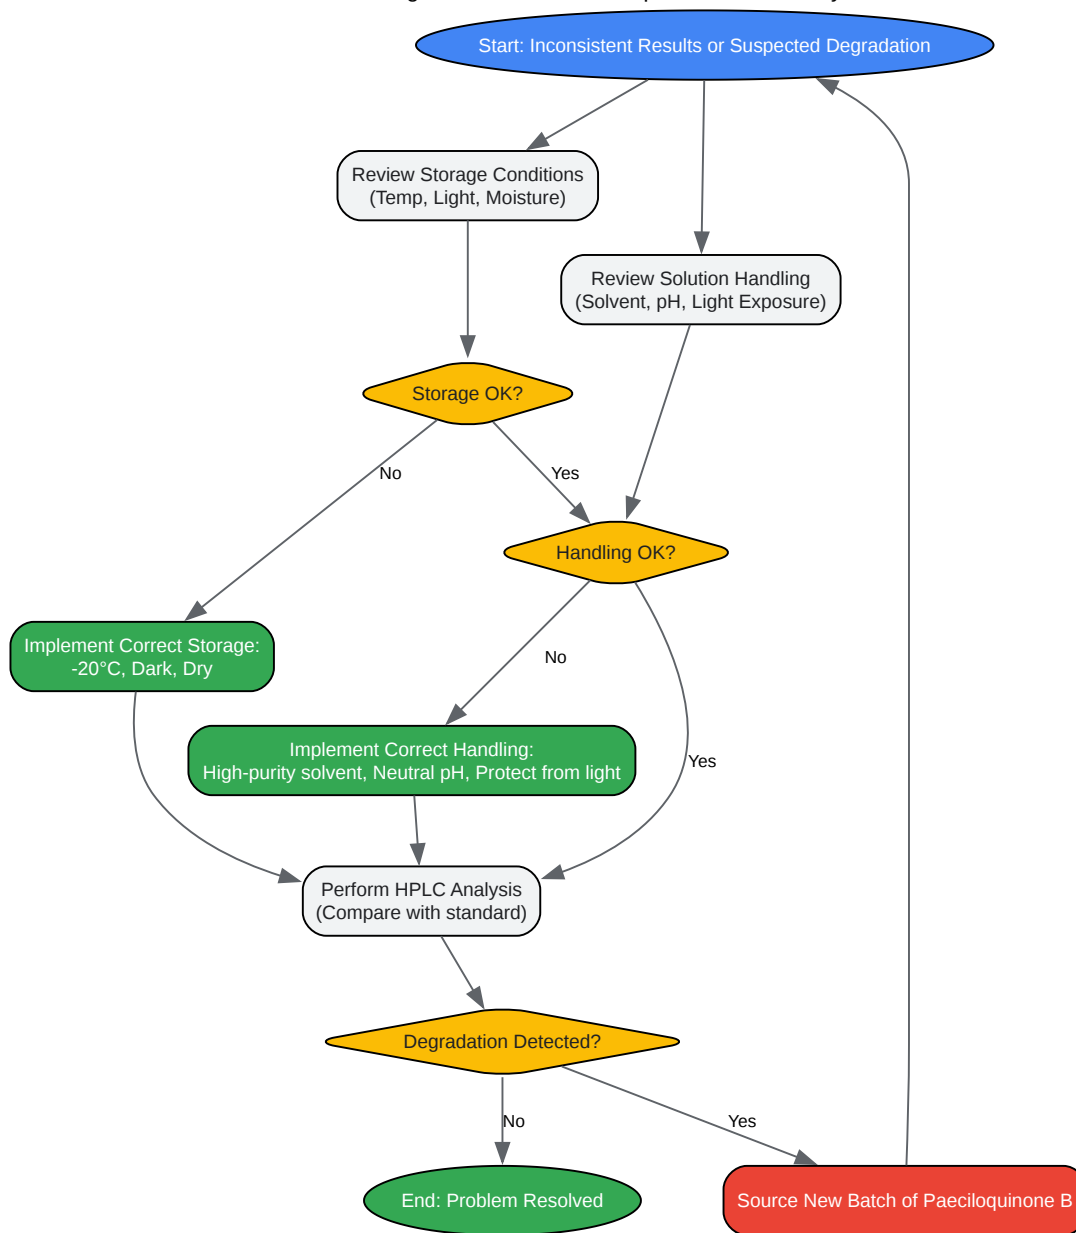 Start: Inconsistent Results or Suspected Degradation
Review Storage Conditions
(Temp, Light, Moisture)
Review Solution Handling
(Solvent, pH, Light Exposure)
Storage OK?
No
Yes
Handling OK?
Implement Correct Storage:
-20°C, Dark, Dry
No
Implement Correct Handling:
High-purity solvent, Neutral pH, Protect from light
Yes
Perform HPLC Analysis
(Compare with standard)
Degradation Detected?
No
Yes
End: Problem Resolved
Source New Batch of Paeciloquinone B